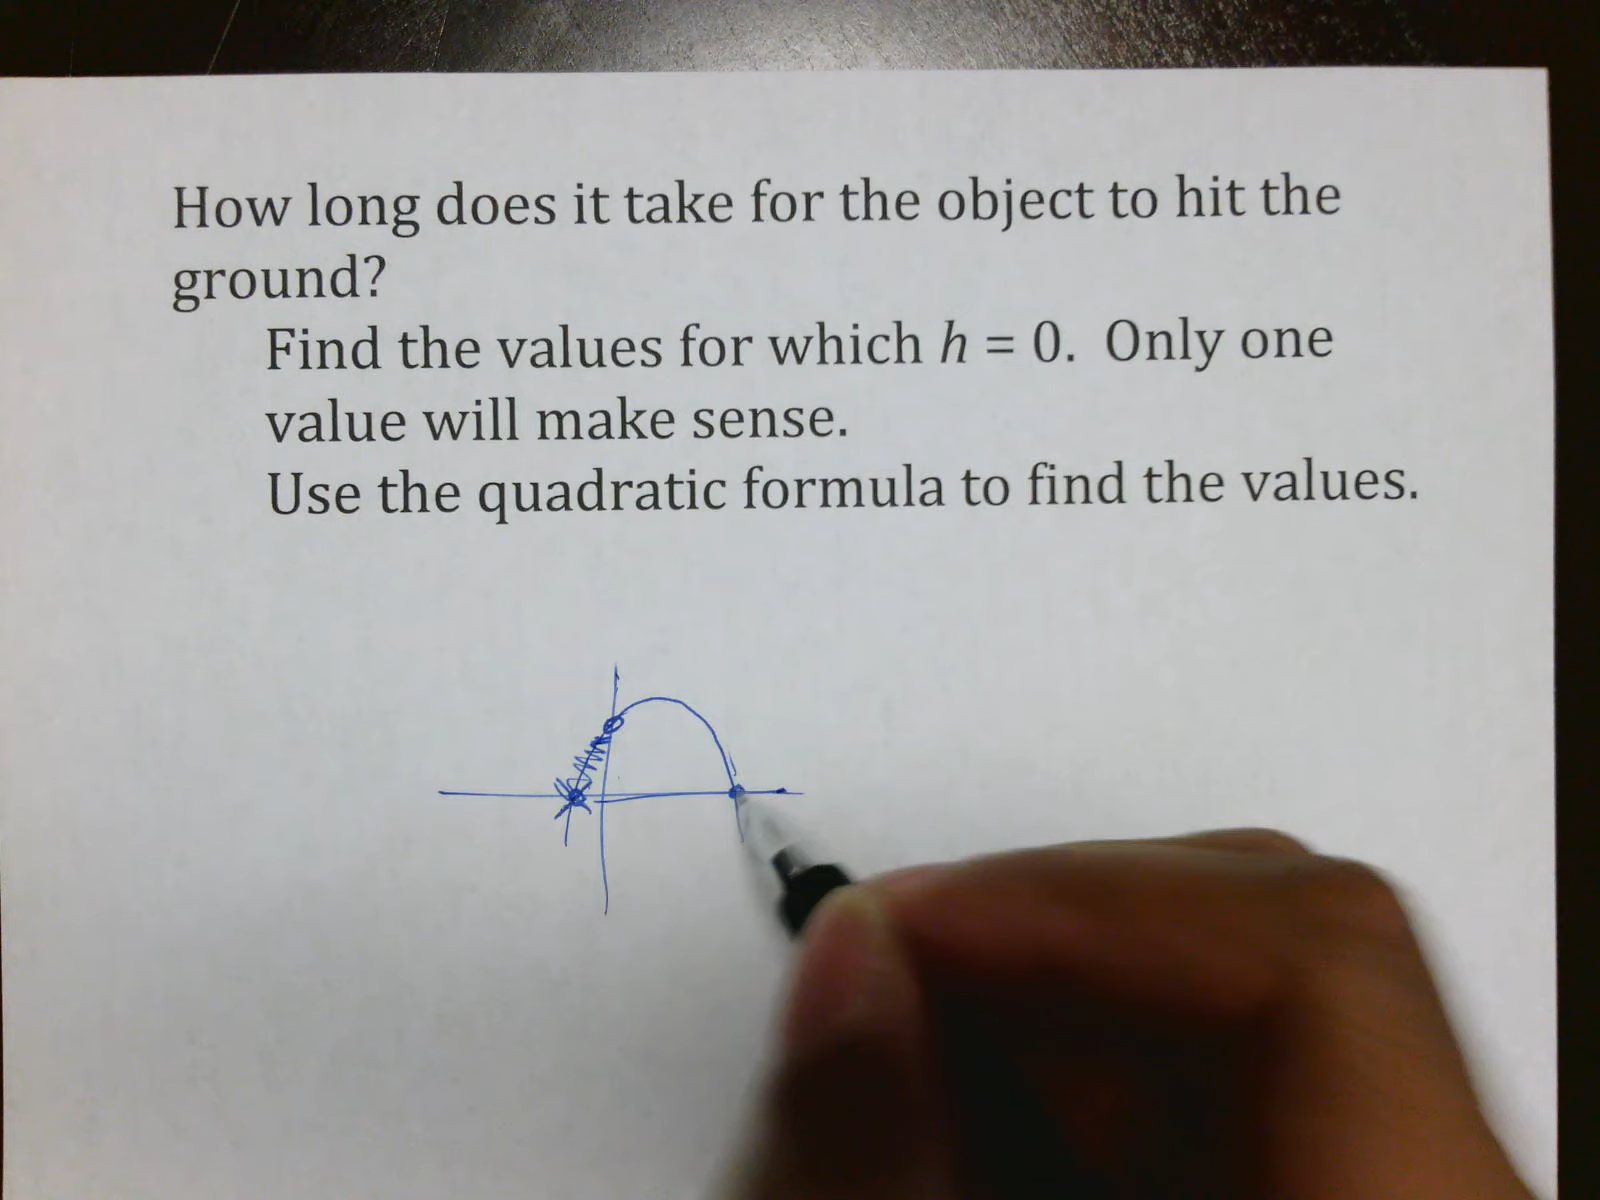 How long does it take for the object to hit the
ground?
Find the values for which h = 0. Only one
value will make sense.
Use the quadratic formula to find the values.